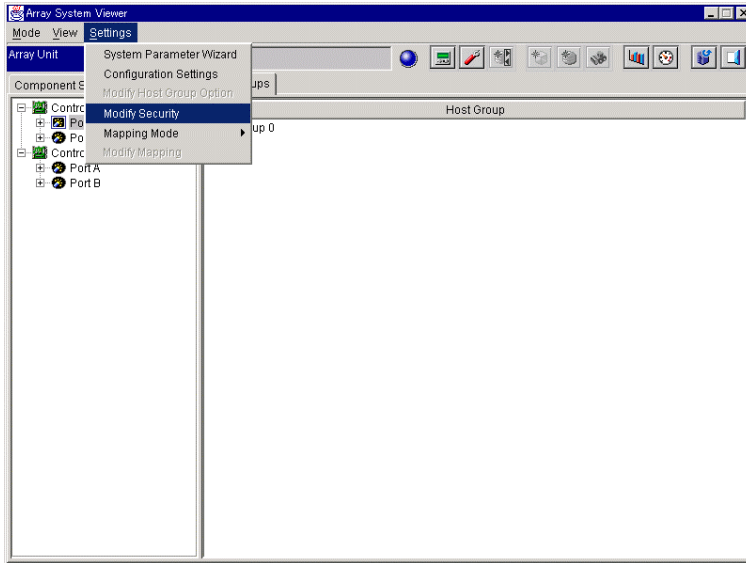 Array System Viewer
Mode View Settings
Array Unit
System Parameter Wizard
Configuration Settings
Modify Host Group Option
Modify Security
Mapping Mode
Modify Mapping
Component S
ups
Contro
Po
Po
Contro
Port A
Port B
Host Group
up 0